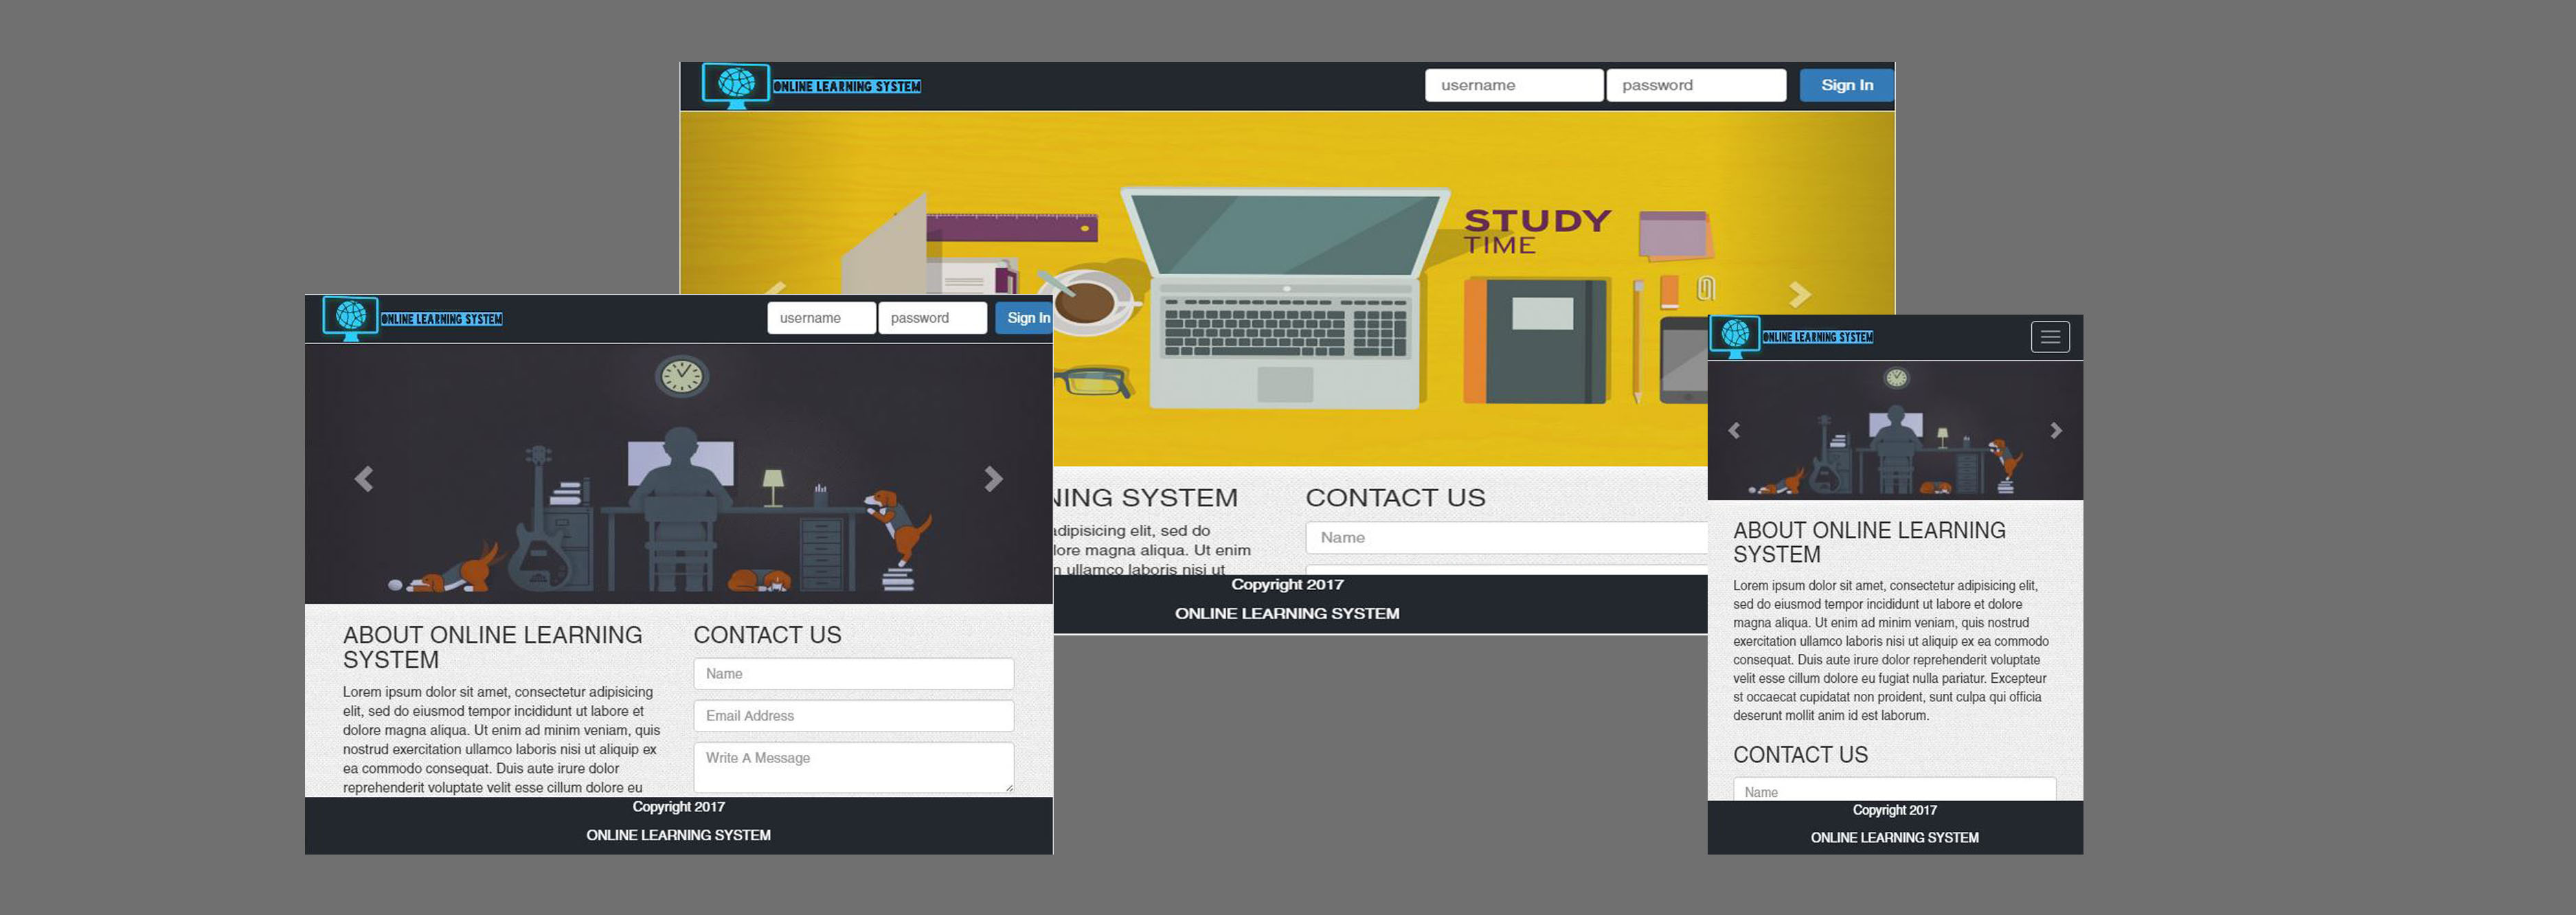 ONLINE LEARNING SYSTEM
username
password
Sign In
STUDY
TIME
NING SYSTEM
adipisicing elit, sed do
lore magna aliqua. Ut enim
n ullamco laboris nisi ut
CONTACT US
Name
Copyright 2017
ONLINE LEARNING SYSTEM
ONLINE LEARNING SYSTEM
username
password
Sign In
ABOUT ONLINE LEARNING
SYSTEM
Lorem ipsum dolor sit amet, consectetur adipisicing
elit, sed do eiusmod tempor incididunt ut labore et
dolore magna aliqua. Ut enim ad minim veniam, quis
nostrud exercitation ullamco laboris nisi ut aliquip ex
ea commodo consequat. Duis aute irure dolor
reprehenderit voluptate velit esse cillum dolore eu
CONTACT US
Name
Email Address
Write A Message
Copyright 2017
ONLINE LEARNING SYSTEM
ONLINE LEARNING SYSTEM
ABOUT ONLINE LEARNING
SYSTEM
Lorem ipsum dolor sit amet, consectetur adipisicing elit,
sed do eiusmod tempor incididunt ut labore et dolore
magna aliqua. Ut enim ad minim veniam, quis nostrud
exercitation ullamco laboris nisi ut aliquip ex ea commodo
consequat. Duis aute irure dolor reprehenderit voluptate
velit esse cillum dolore eu fugiat nulla pariatur. Excepteur
st occaecat cupidatat non proident, sunt culpa qui officia
deserunt mollit anim id est laborum.
CONTACT US
Name
Copyright 2017
ONLINE LEARNING SYSTEM